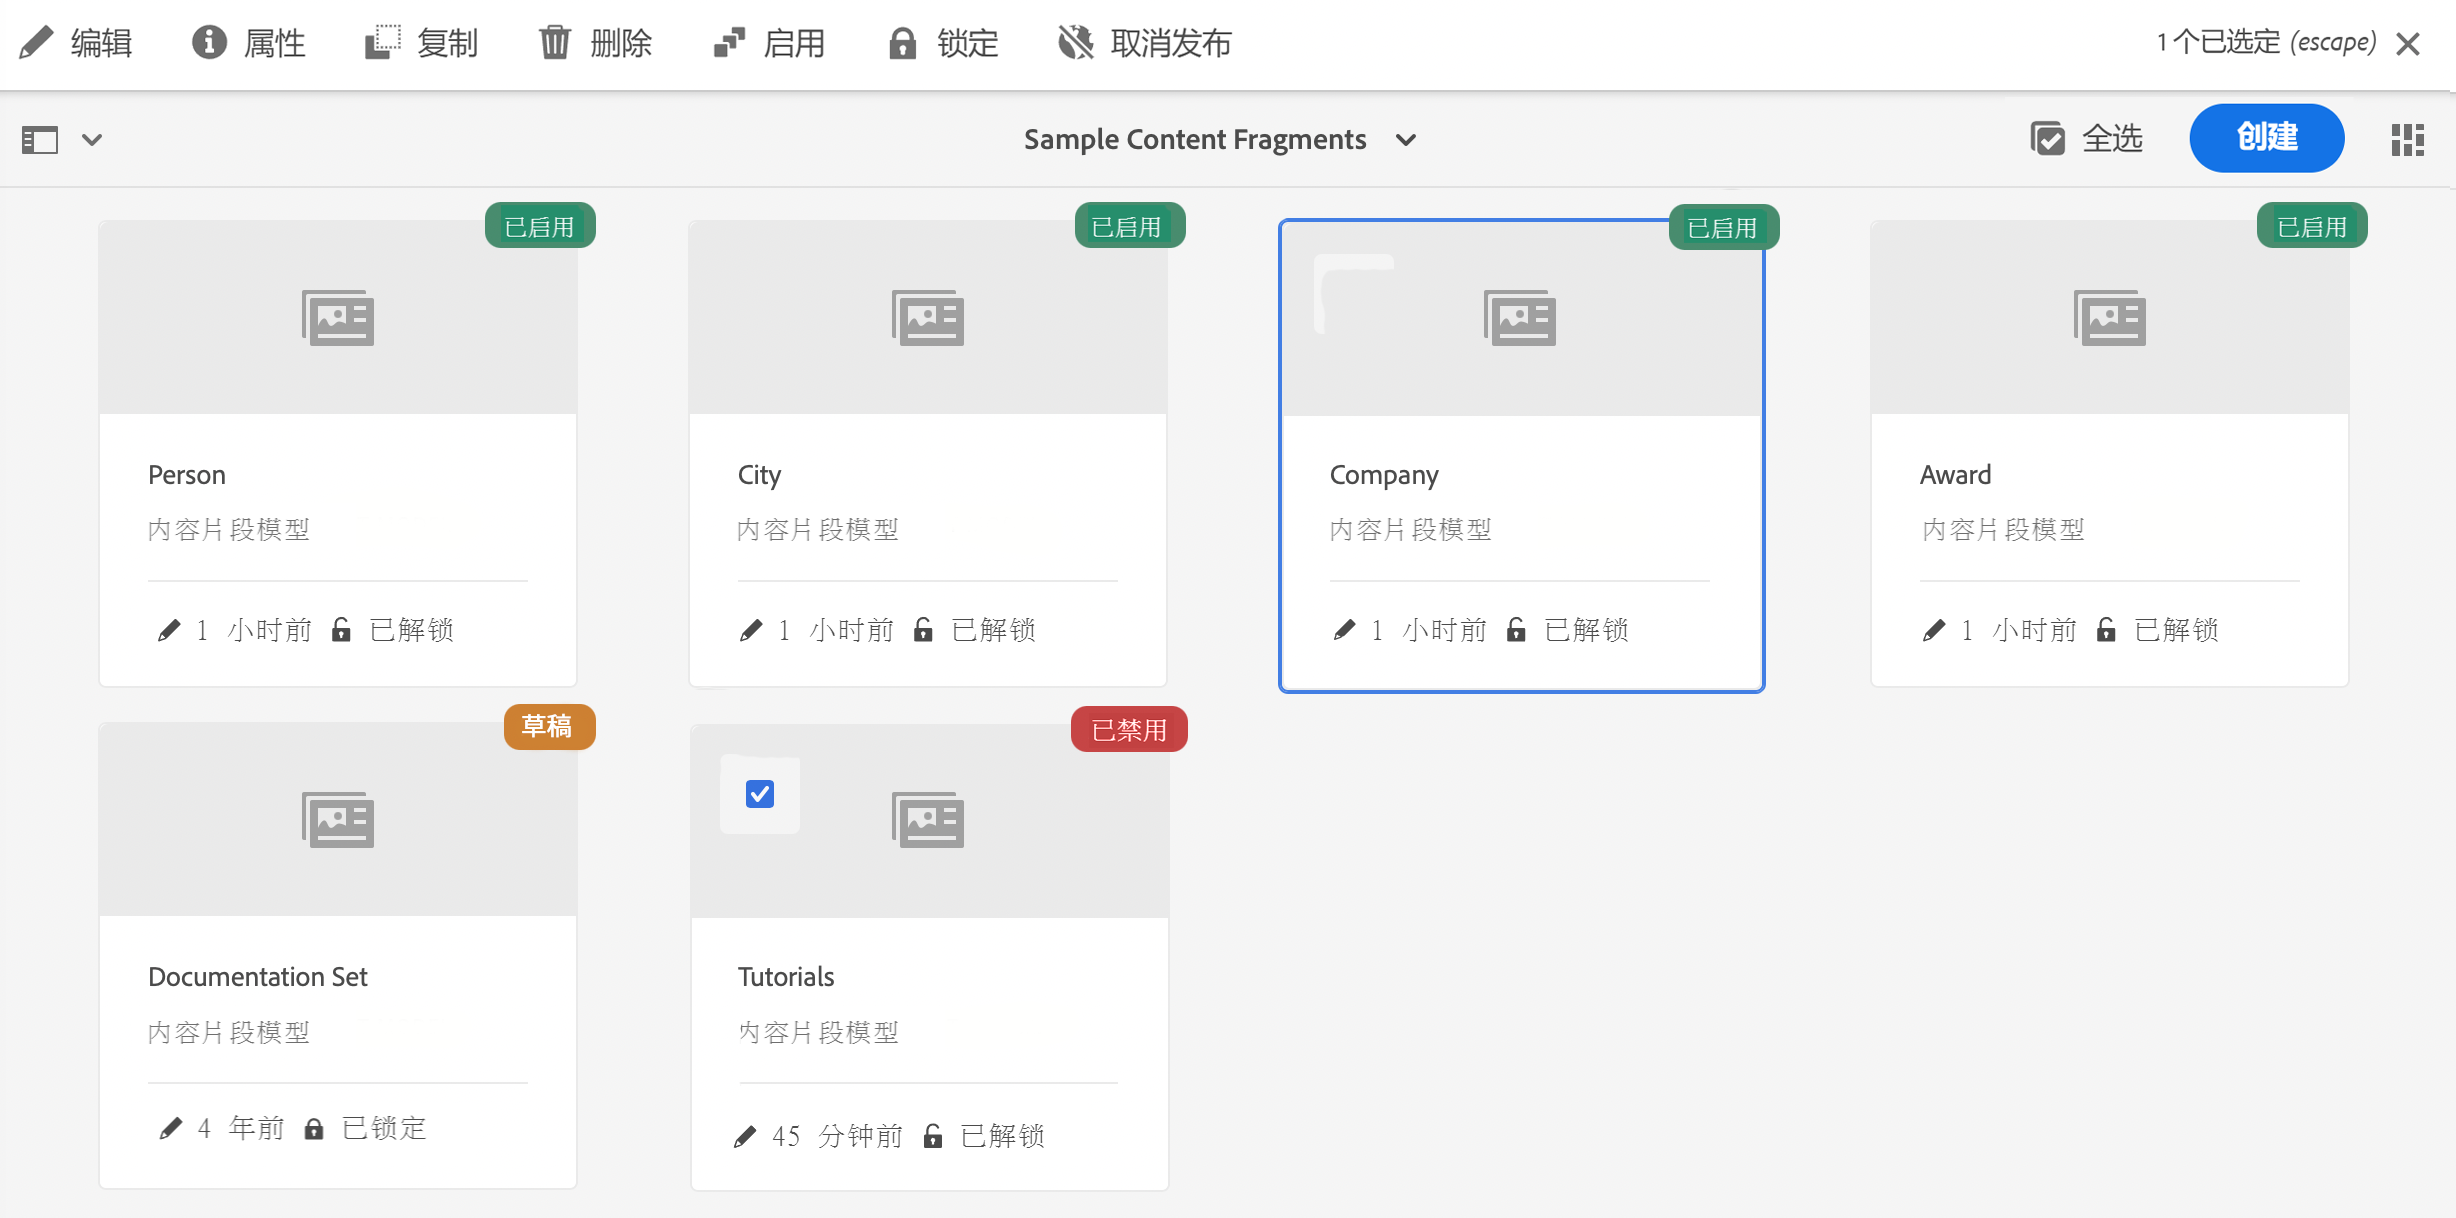 编辑 属性 复制 删除 启用 锁定 取消发布 1 个已选定 (escape)
Sample Content Fragments 全选 创建
已启用 已启用 已启用 已启用
Person City Company Award
内容片段模型 内容片段模型 内容片段模型 内容片段模型
1 小时前 已解锁 1 小时前 已解锁 1 小时前 已解锁 1 小时前 已解锁
草稿 已禁用
Documentation Set Tutorials
内容片段模型 内容片段模型
4 年前 已锁定 45 分钟前 已解锁